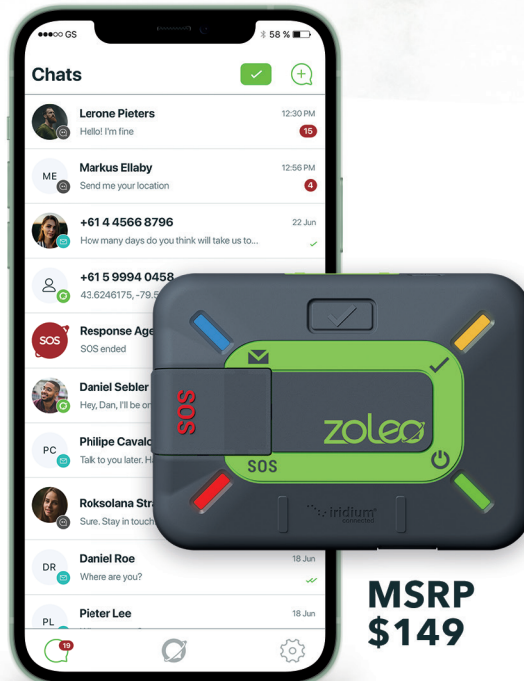 GS
58 %
Chats
Lerone Pieters
12:30 PM
Hello! I'm fine
15
ME
Markus Ellaby
12:56 PM
Send me your location
4
+61 4 4566 8796
22 Jun
How many days do you think will take us to...
+61 5 9994 0458
43.6246175, -79.5
SOS
Response Age
SOS ended
Daniel Sebler
Hey, Dan, I'll be on
PC
Philipe Cavalc
Talk to you later. Ha
Roksolana Stra
Sure. Stay in touch
DR
Daniel Roe
18 Jun
Where are you?
PL
Pieter Lee
18 Jun
19
SOS
zoleo
SOS
iridium
connected
MSRP
$149